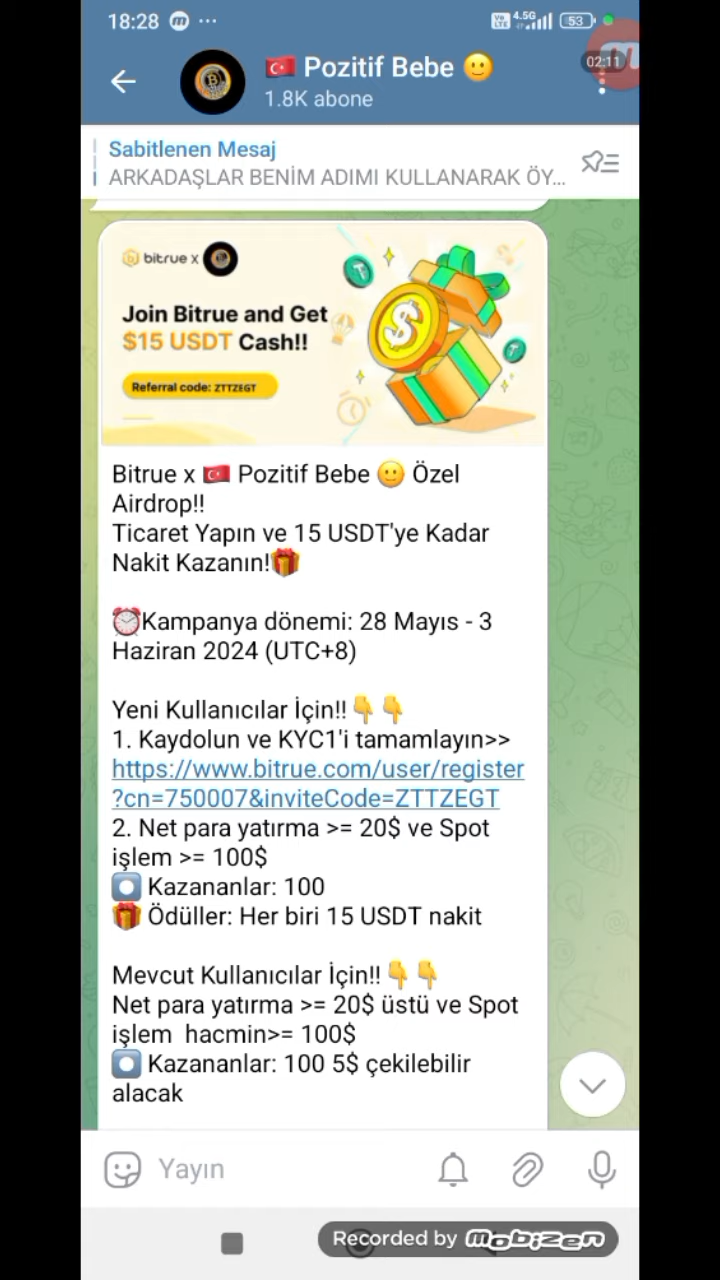 18:28
Vo LTE 4.5G 53
02:11
Pozitif Bebe
1.8K abone
Sabitlenen Mesaj
ARKADAŞLAR BENİM ADIMI KULLANARAK ÖY...
bitrue x
Join Bitrue and Get
$15 USDT Cash!!
Referral code: ZTTZEGT
Bitrue x 🇹🇷 Pozitif Bebe 🙂 Özel
Airdrop!!
Ticaret Yapın ve 15 USDT'ye Kadar
Nakit Kazanın!🎁
⏰Kampanya dönemi: 28 Mayıs - 3
Haziran 2024 (UTC+8)
Yeni Kullanıcılar İçin!!👇👇
1. Kaydolun ve KYC1'i tamamlayın>>
https://www.bitrue.com/user/register
?cn=750007&inviteCode=ZTTZEGT
2. Net para yatırma >= 20$ ve Spot
işlem >= 100$
⏺ Kazananlar: 100
🎁 Ödüller: Her biri 15 USDT nakit
Mevcut Kullanıcılar İçin!!👇👇
Net para yatırma >= 20$ üstü ve Spot
işlem hacmin>= 100$
⏺ Kazananlar: 100 5$ çekilebilir
alacak
Yayın
Recorded by mobizen